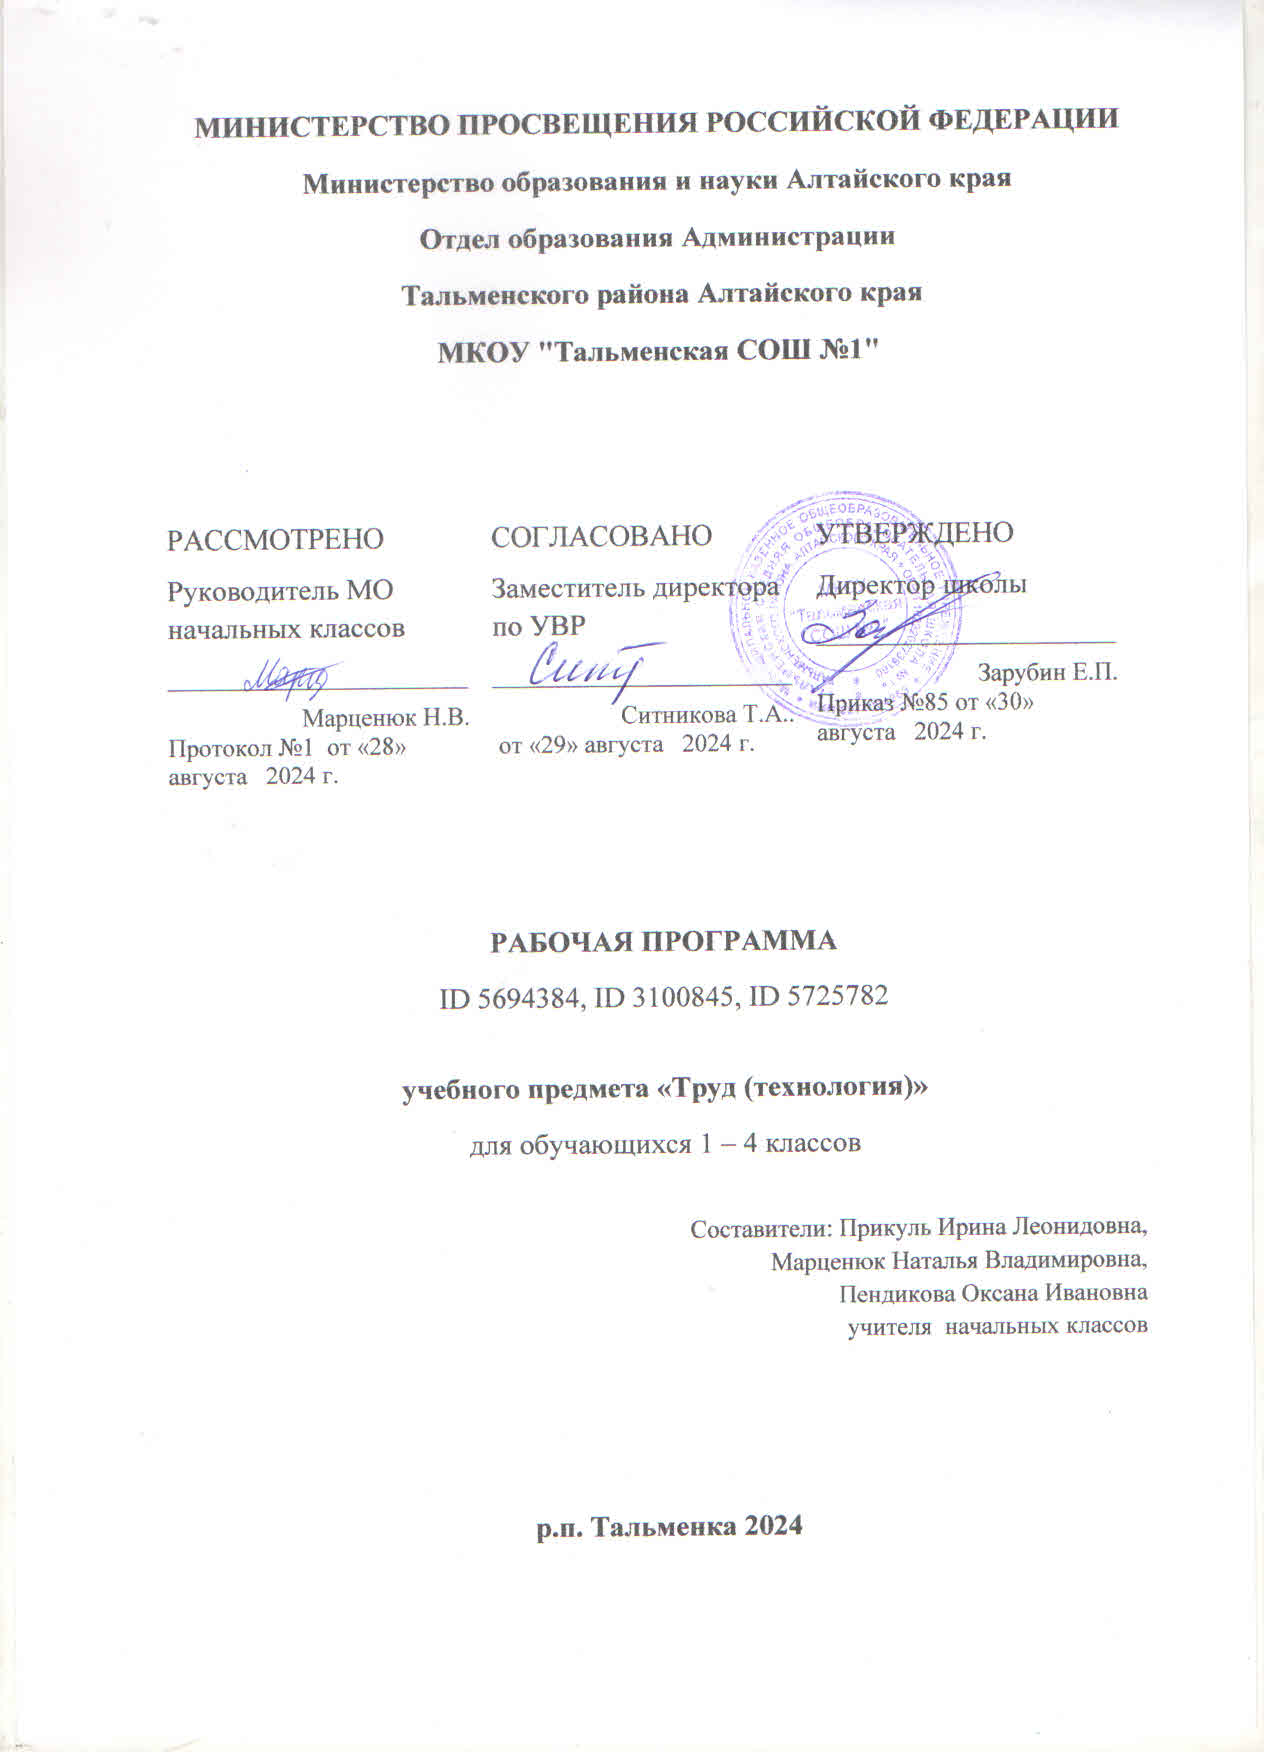 МИНИСТЕРСТВО ПРОСВЕЩЕНИЯ РОССИЙСКОЙ ФЕДЕРАЦИИ
Министерство образования и науки Алтайского края
Отдел образования Администрации
Тальменского района Алтайского края
МКОУ "Тальменская СОШ №1"
РАССМОТРЕНО
Руководитель МО
начальных классов
Марценюк Н.В.
Протокол №1 от «28»
августа 2024 г.
СОГЛАСОВАНО
Заместитель директора
по УВР
Ситникова Т.А..
от «29» августа 2024 г.
УТВЕРЖДЕНО
Директор школы
Зарубин Е.П.
Приказ №85 от «30»
августа 2024 г.
РАБОЧАЯ ПРОГРАММА
ID 5694384, ID 3100845, ID 5725782
учебного предмета «Труд (технология)»
для обучающихся 1 – 4 классов
Составители: Прикуль Ирина Леонидовна,
Марценюк Наталья Владимировна,
Пендикова Оксана Ивановна
учителя начальных классов
р.п. Тальменка 2024